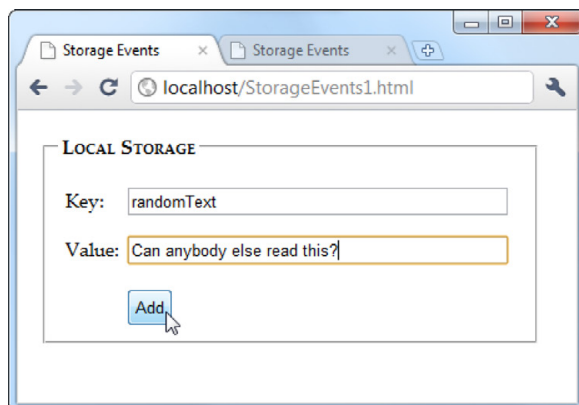 Storage Events
Storage Events
localhost/StorageEvents1.html
LOCAL STORAGE
Key: randomText
Value: Can anybody else read this?
Add